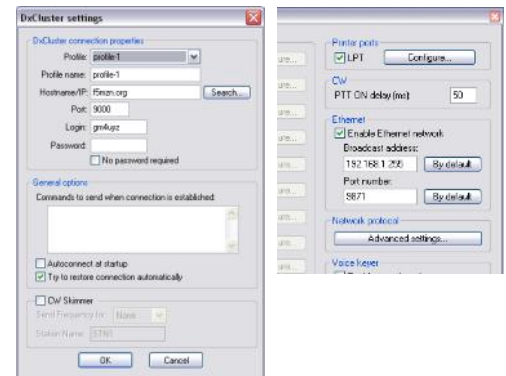 DxCluster settings
DxCluster connection properties
Profile: profile-1
Profile name: profile-1
Hostname/IP: f5mzn.org Search...
Port: 9000
Login: gm4uyz
Password:
No password required
General options
Commands to send when connection is established:
Autoconnect at startup
Try to restore connection automatically
CW Skimmer
Send Frequency for: None
Station Name: STN1
OK Cancel
Printer ports
LPT Configure...
CW
PTT ON delay (ms) 50
Ethernet
Enable Ethernet network
Broadcast address:
192.168.1.255 By default
Port number:
9871 By default
Network protocol
Advanced settings...
Voice keyer